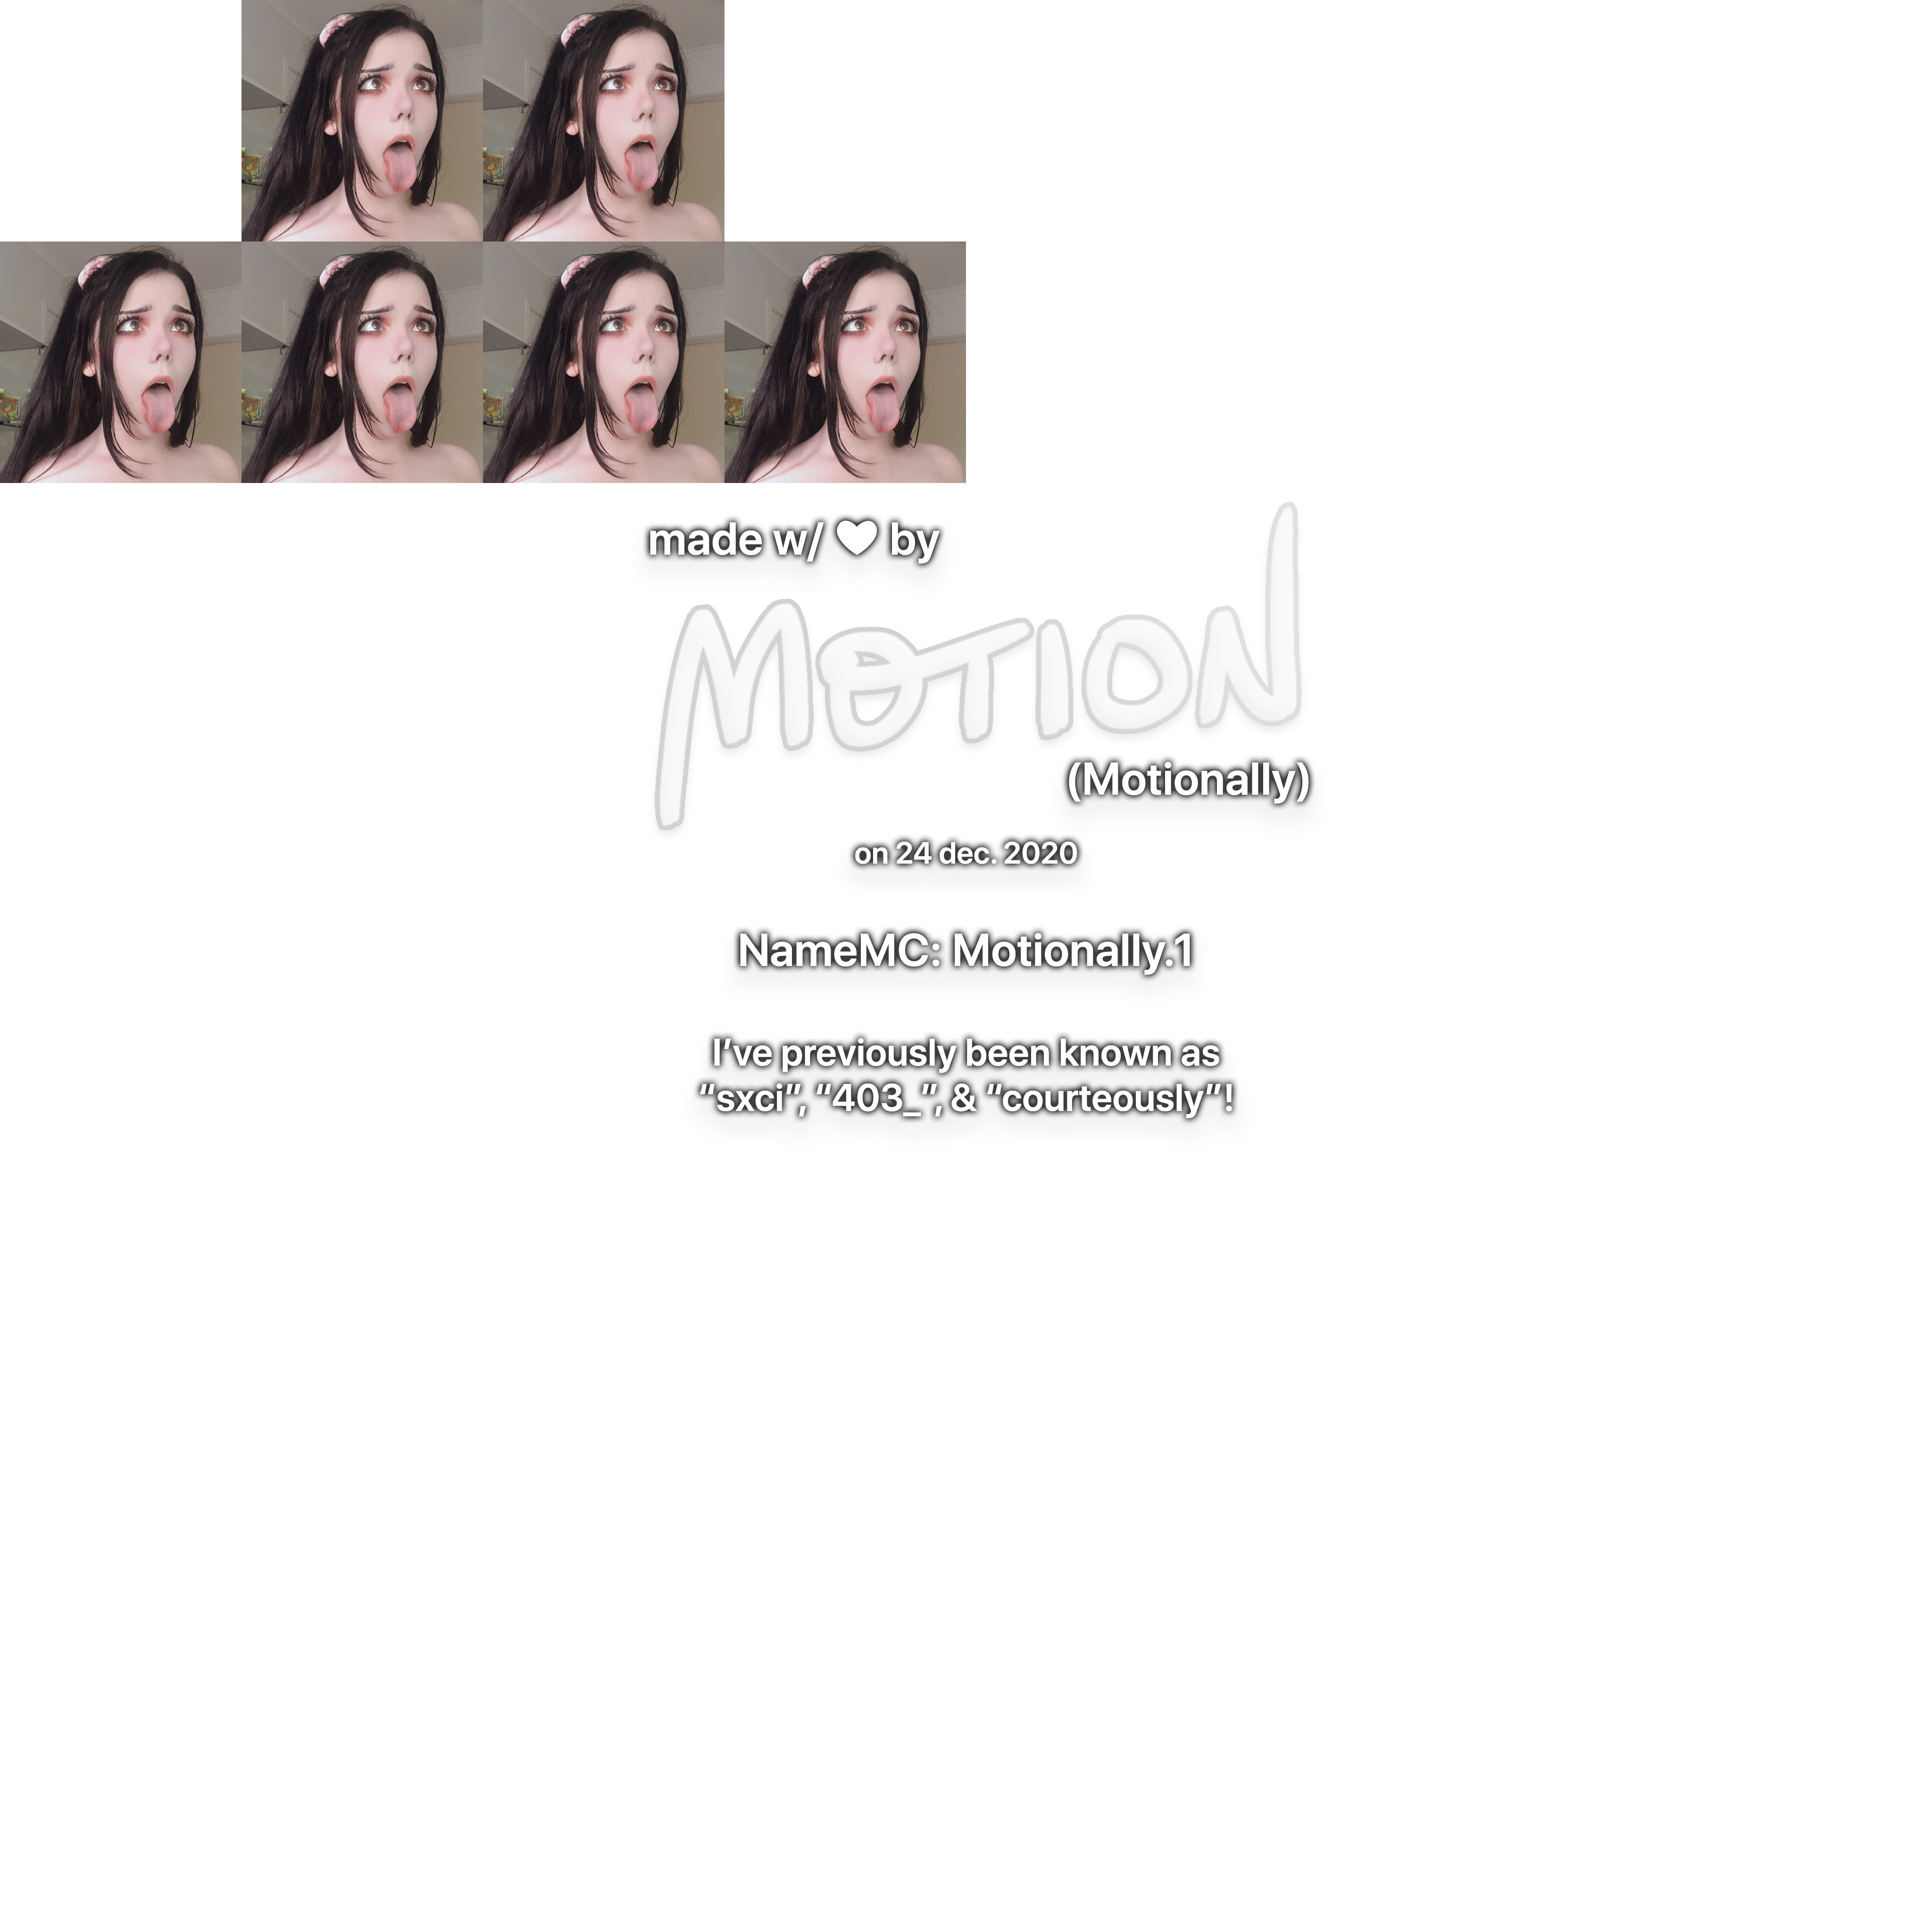 made w/ ♥ by
MOTION
(Motionally)
on 24 dec. 2020
NameMC: Motionally.1
I’ve previously been known as
“sxci”, “403_”, & “courteously”!